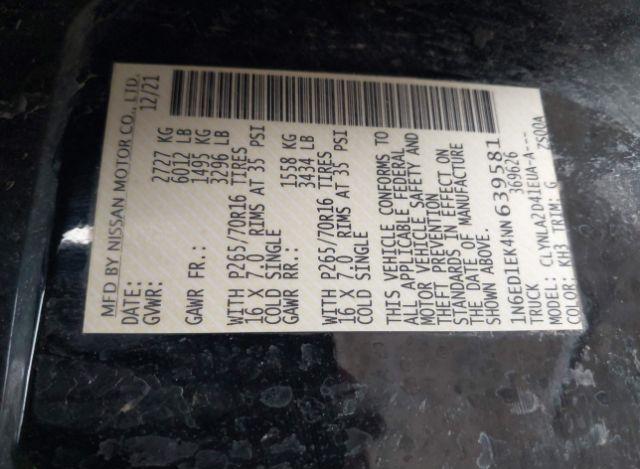 MFD BY NISSAN MOTOR CO., LTD.
DATE: 12/21
GVWR: 2727 KG
6012 LB
GAWR FR.: 1495 KG
3296 LB
WITH P265/70R16 TIRES
16 X 7.0 RIMS AT 35 PSI
COLD SINGLE
GAWR RR.: 1558 KG
3434 LB
WITH P265/70R16 TIRES
16 X 7.0 RIMS AT 35 PSI
COLD SINGLE
THIS VEHICLE CONFORMS TO
ALL APPLICABLE FEDERAL
MOTOR VEHICLE SAFETY AND
THEFT PREVENTION
STANDARDS IN EFFECT ON
THE DATE OF MANUFACTURE
SHOWN ABOVE.
1N6ED1EK4NN639581
TRUCK 369626
MODEL: CLYNLA2D41EUA-A---
COLOR: KH3 TRIM: G ZSOOA